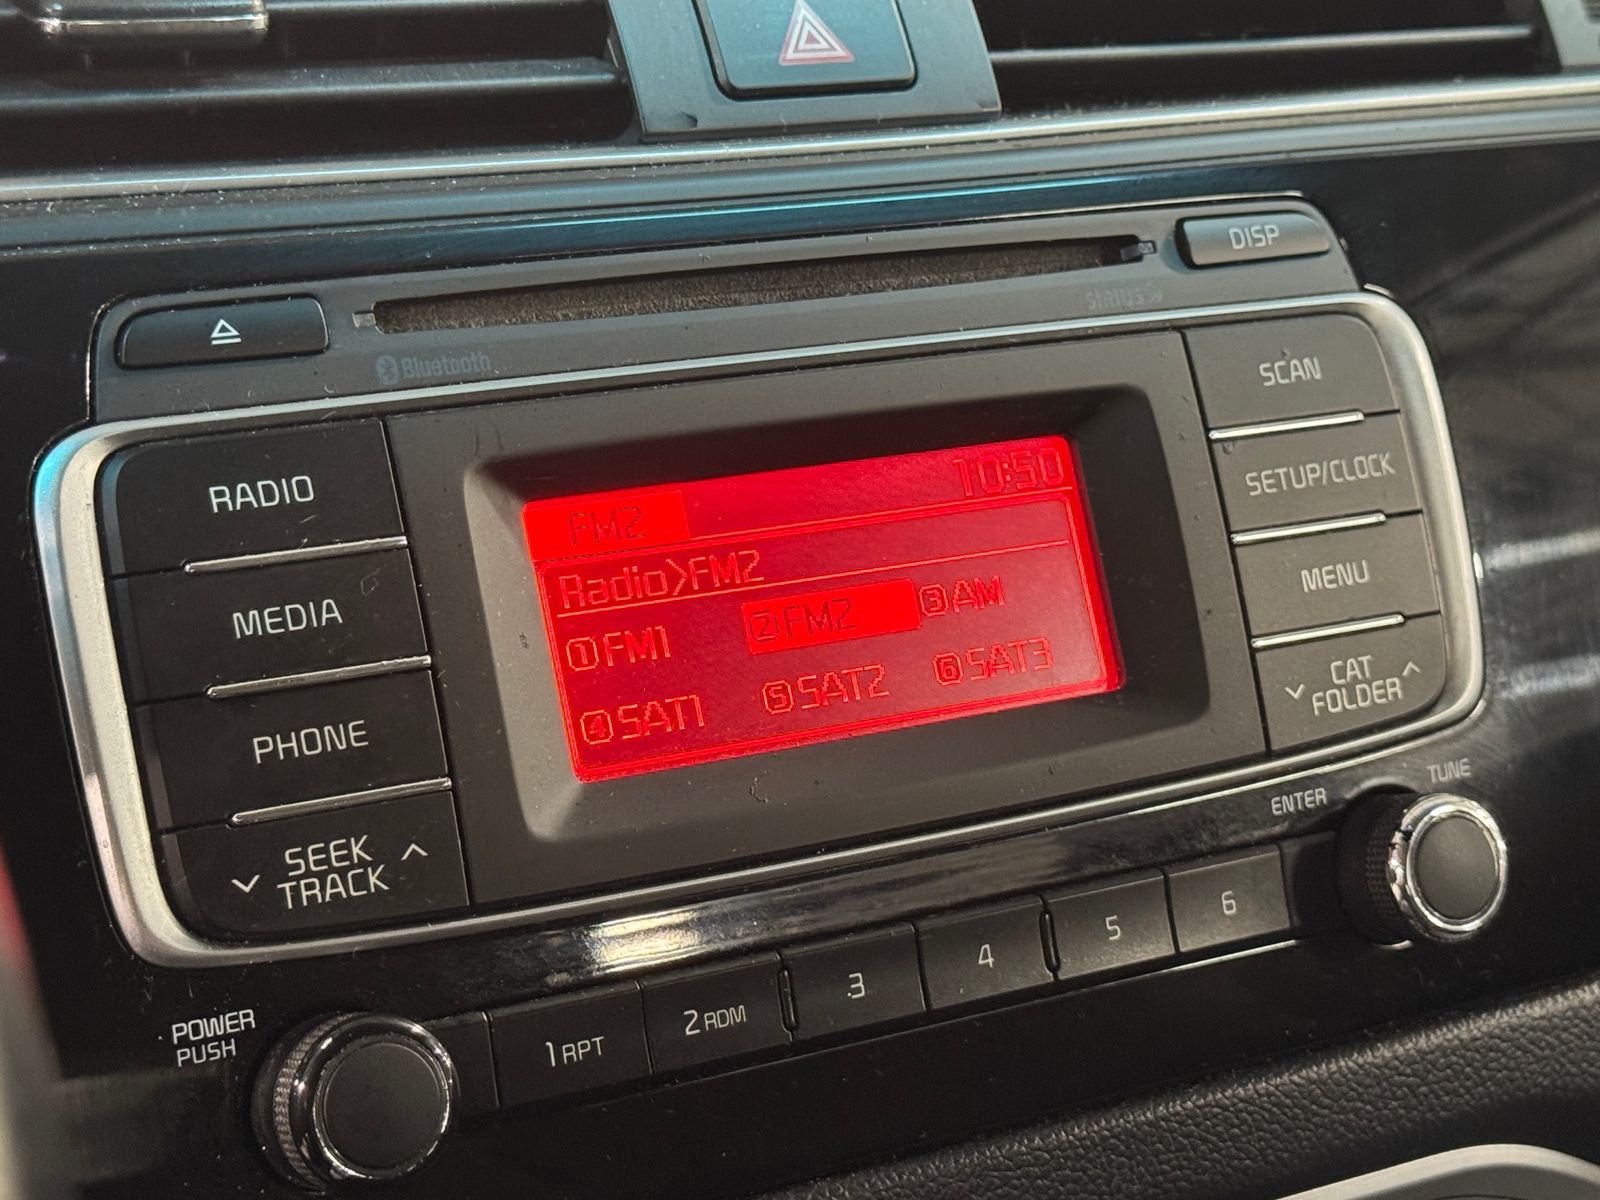 DISP
Bluetooth
SIRIUS
RADIO
MEDIA
PHONE
SEEK
TRACK
FM2 10:50
Radio>FM2
①FM1 ②FM2 ③AM
④SAT1 ⑤SAT2 ⑥SAT3
SCAN
SETUP/CLOCK
MENU
CAT
FOLDER
TUNE
ENTER
POWER
PUSH
1 RPT 2 RDM 3 4 5 6